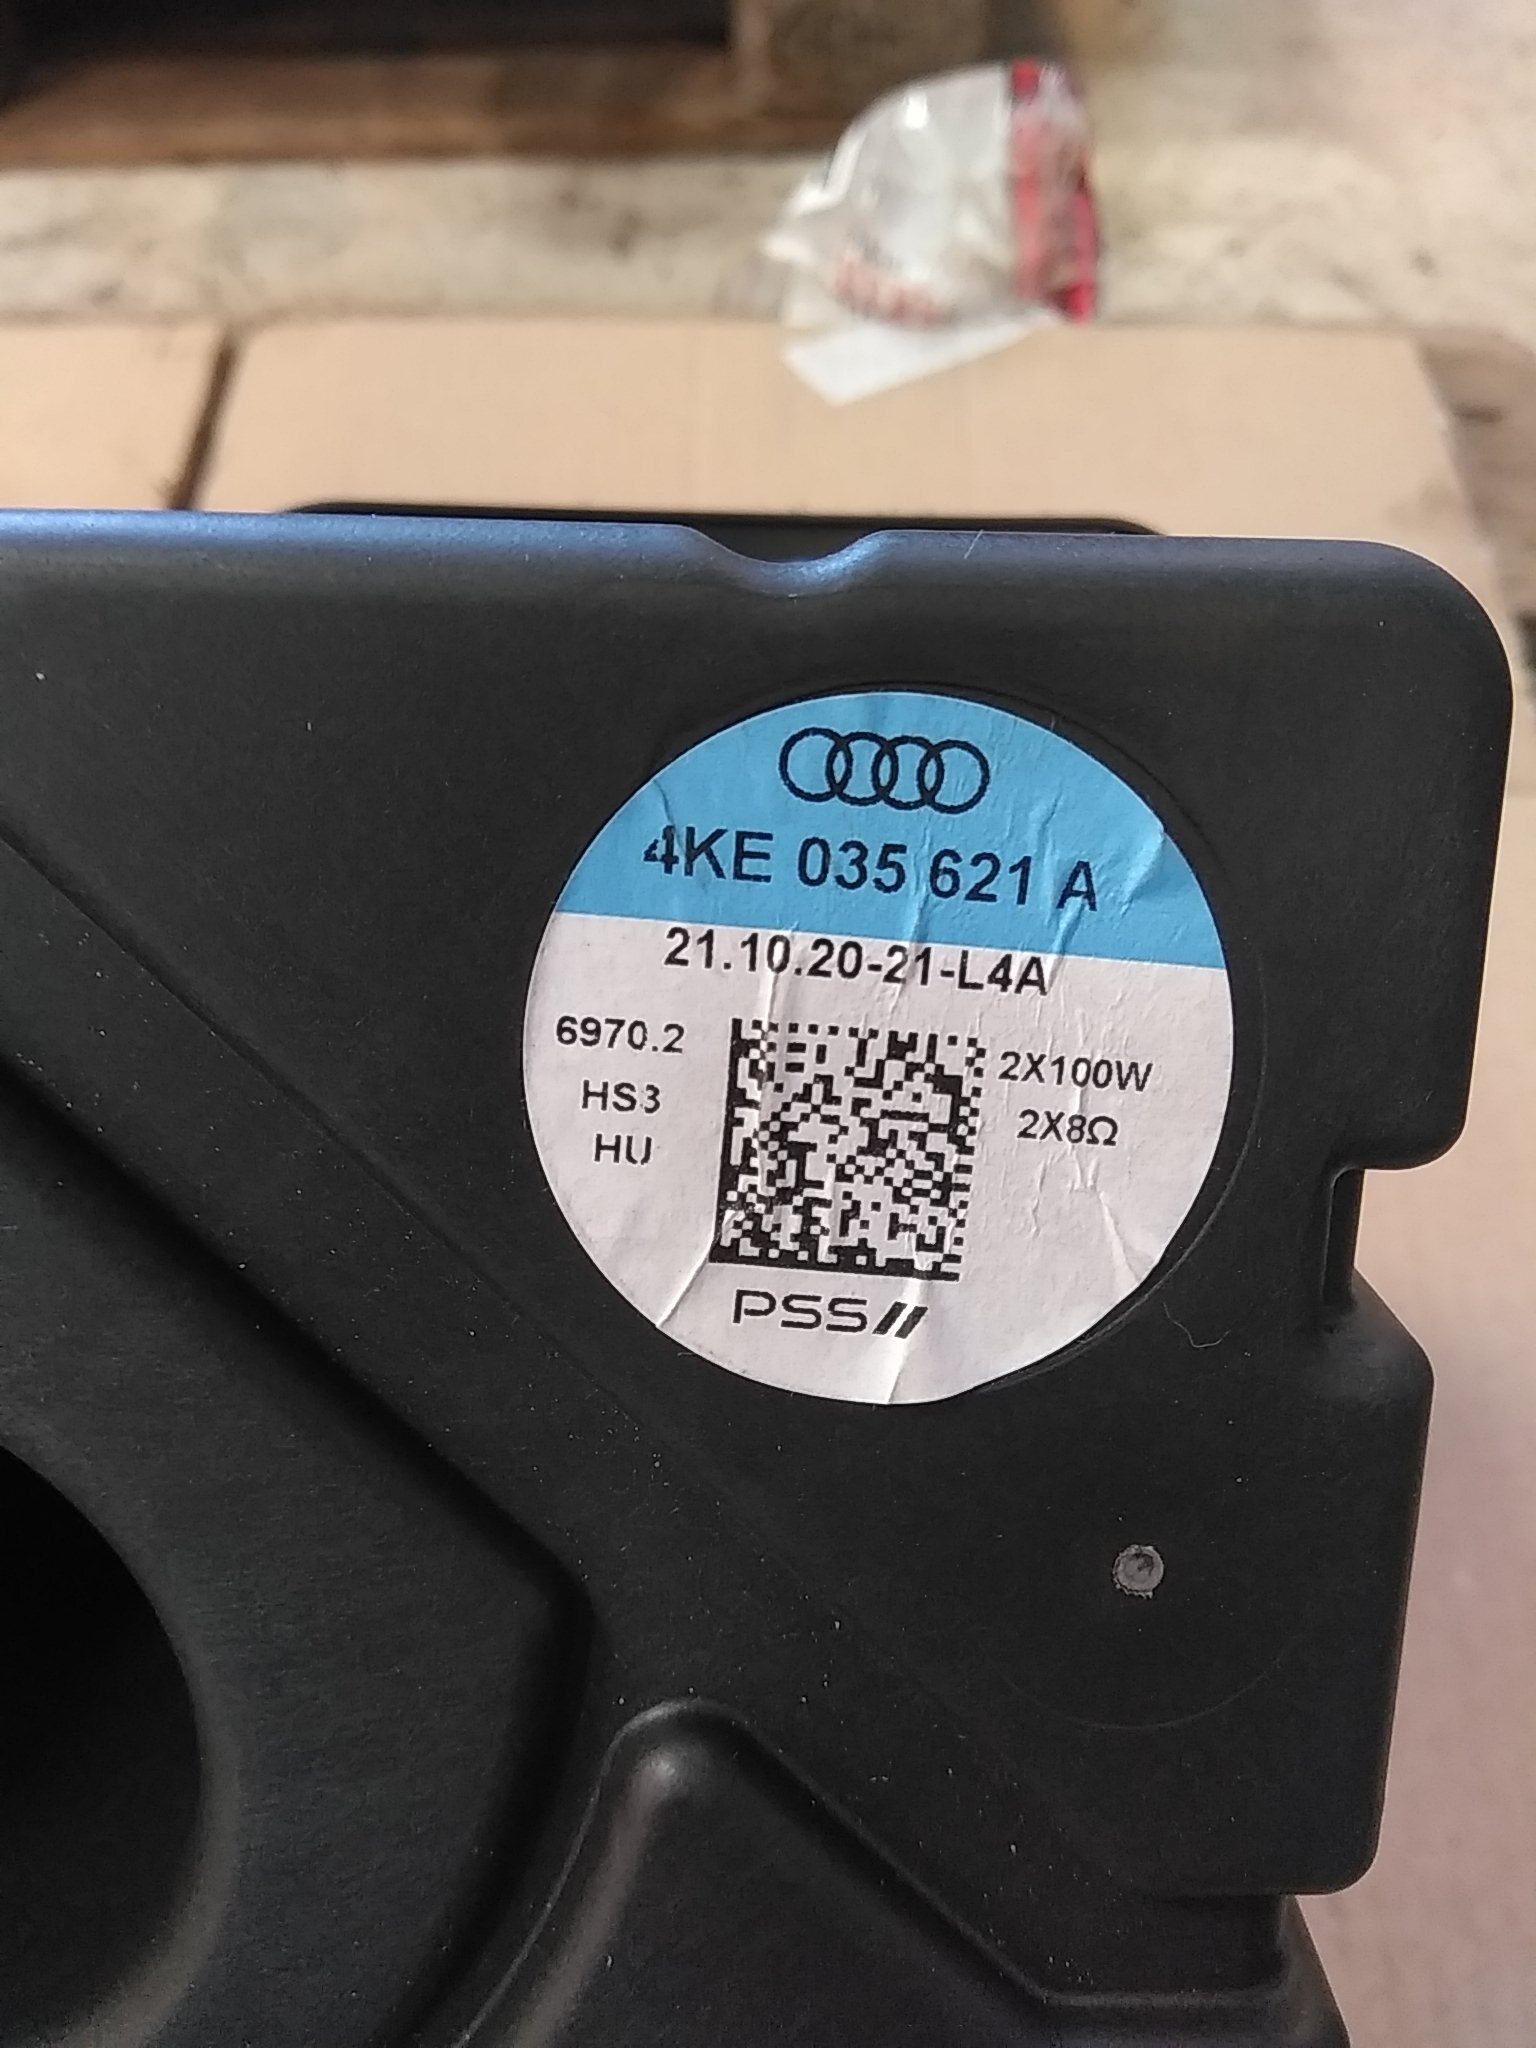 4KE 035 621 A
21.10.20-21-L4A
6970.2
HS3
HU
2X100W
2X8Ω
PSS